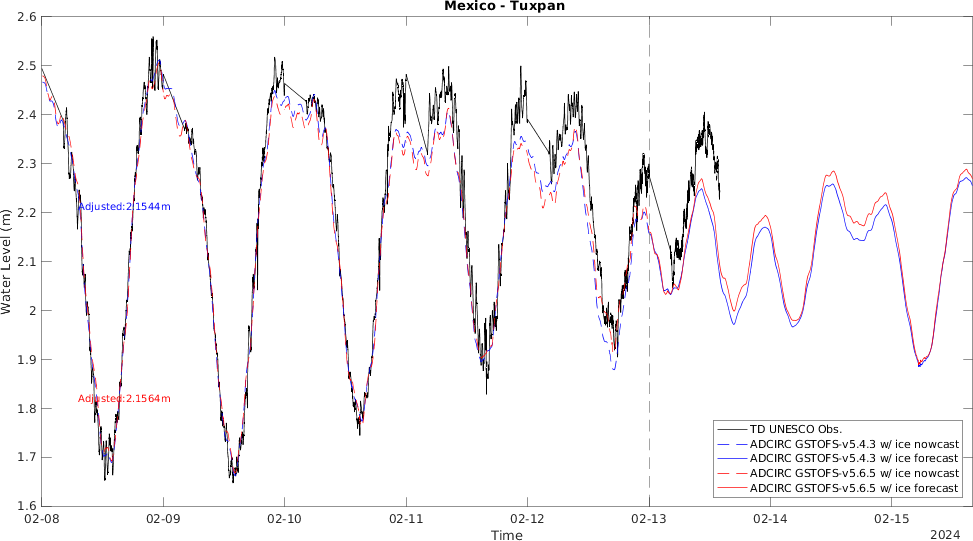 Mexico - Tuxpan
2.6
2.5
2.4
2.3
2.2
2.1
2
1.9
1.8
1.7
1.6
Water Level (m)
Adjusted:2.1544m
Adjusted:2.1564m
TD UNESCO Obs.
ADCIRC GSTOFS-v5.4.3 w/ ice nowcast
ADCIRC GSTOFS-v5.4.3 w/ ice forecast
ADCIRC GSTOFS-v5.6.5 w/ ice nowcast
ADCIRC GSTOFS-v5.6.5 w/ ice forecast
02-08 02-09 02-10 02-11 02-12 02-13 02-14 02-15
Time
2024